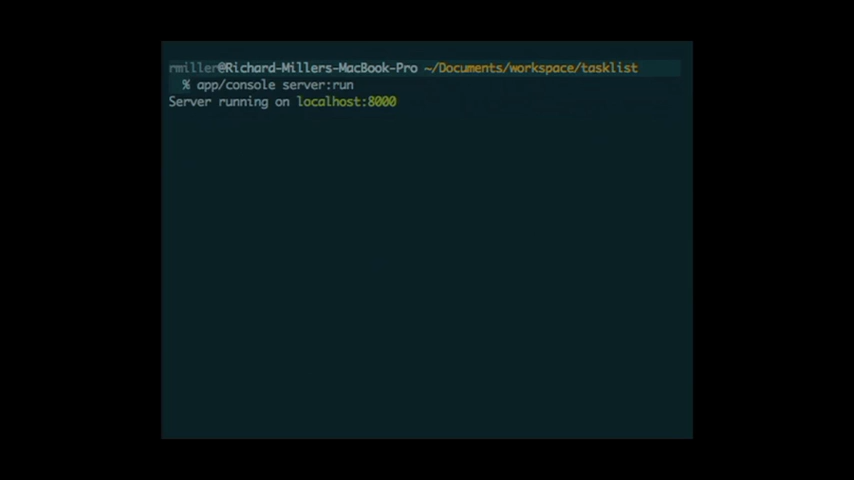 rmiller@Richard-Millers-MacBook-Pro ~/Documents/workspace/tasklist
% app/console server:run
Server running on localhost:8000